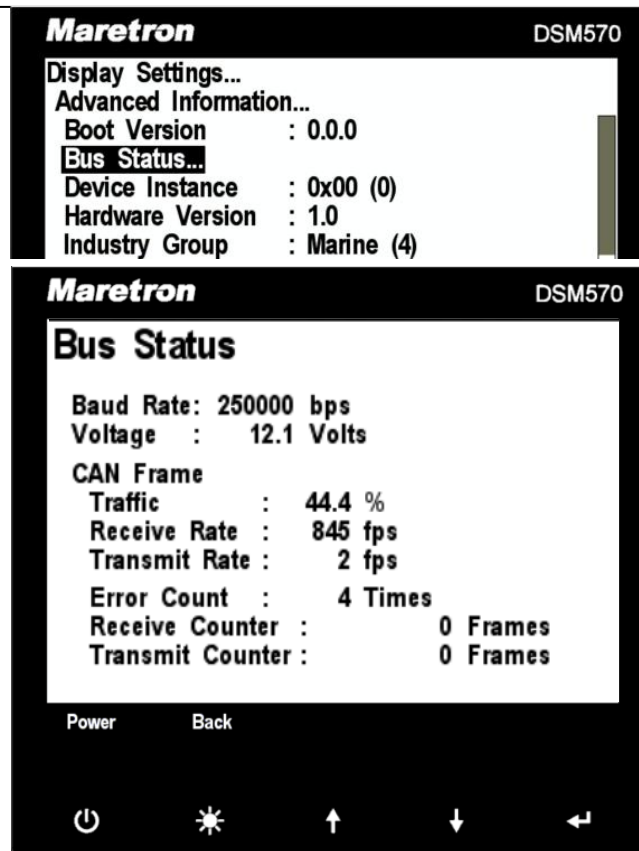 Maretron DSM570
Display Settings...
Advanced Information...
Boot Version : 0.0.0
Bus Status...
Device Instance : 0x00 (0)
Hardware Version : 1.0
Industry Group : Marine (4)
Maretron DSM570
Bus Status
Baud Rate: 250000 bps
Voltage : 12.1 Volts
CAN Frame
Traffic : 44.4 %
Receive Rate : 845 fps
Transmit Rate : 2 fps
Error Count : 4 Times
Receive Counter : 0 Frames
Transmit Counter : 0 Frames
Power Back